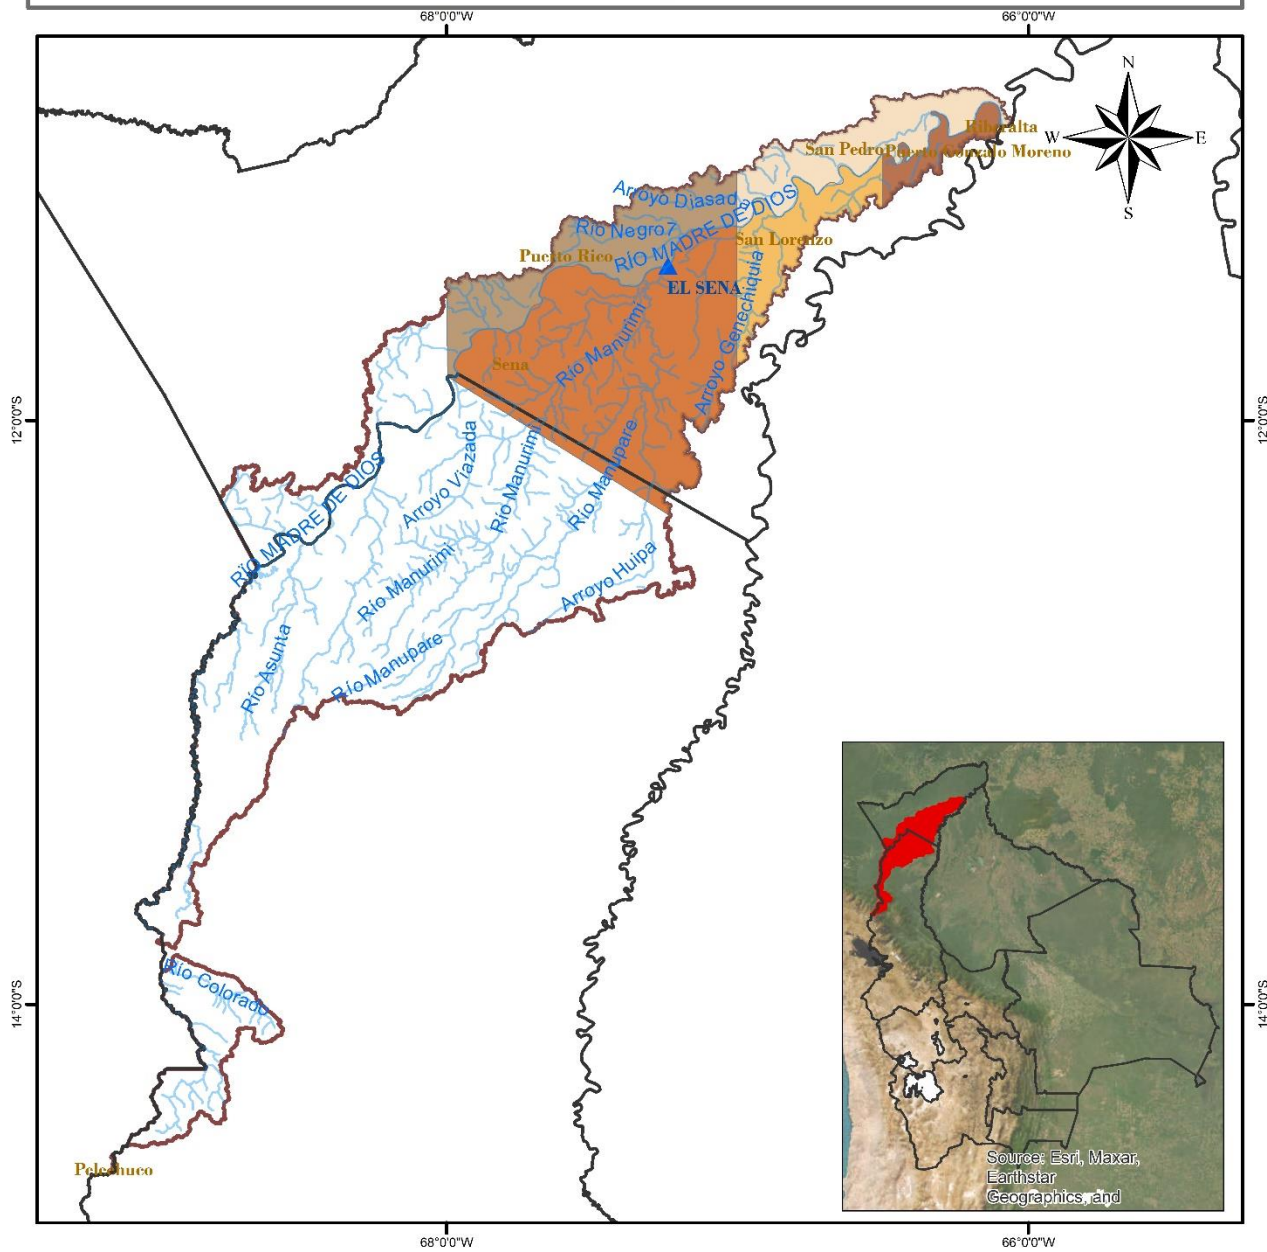 68°0'0"W
66°0'0"W
N
W
E
S
Riberalta
San Pedro
Puerto Gonzalo Moreno
Arroyo Diasada
RÍO MADRE DE DIOS
Río Negro7
San Lorenzo
Puerto Rico
EL SENA
Arroyo Genechiquia
Río Manurimi
Sena
12°0'0"S
12°0'0"S
Arroyo Viazada
Río Manurimi
Río Manupare
RÍO MADRE DE DIOS
Río Manurimi
Arroyo Huipa
Río Asunta
Río Manupare
Río Colorado
14°0'0"S
14°0'0"S
Pelechuco
Source: Esri, Maxar,
Earthstar
Geographics, and
68°0'0"W
66°0'0"W